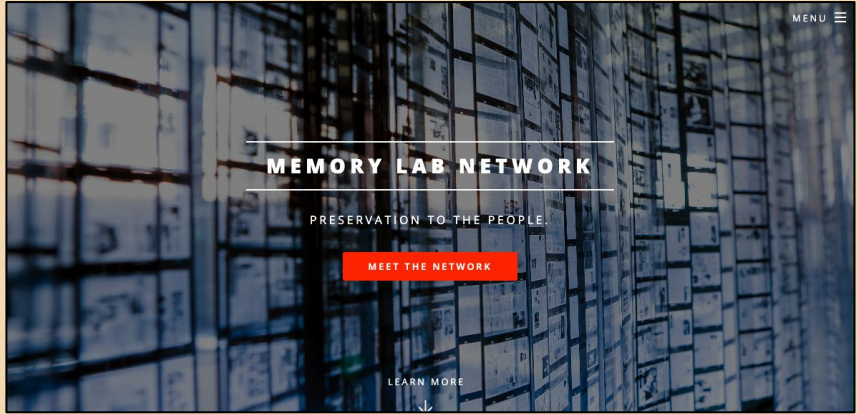 MENU
MEMORY LAB NETWORK
PRESERVATION TO THE PEOPLE.
MEET THE NETWORK
LEARN MORE